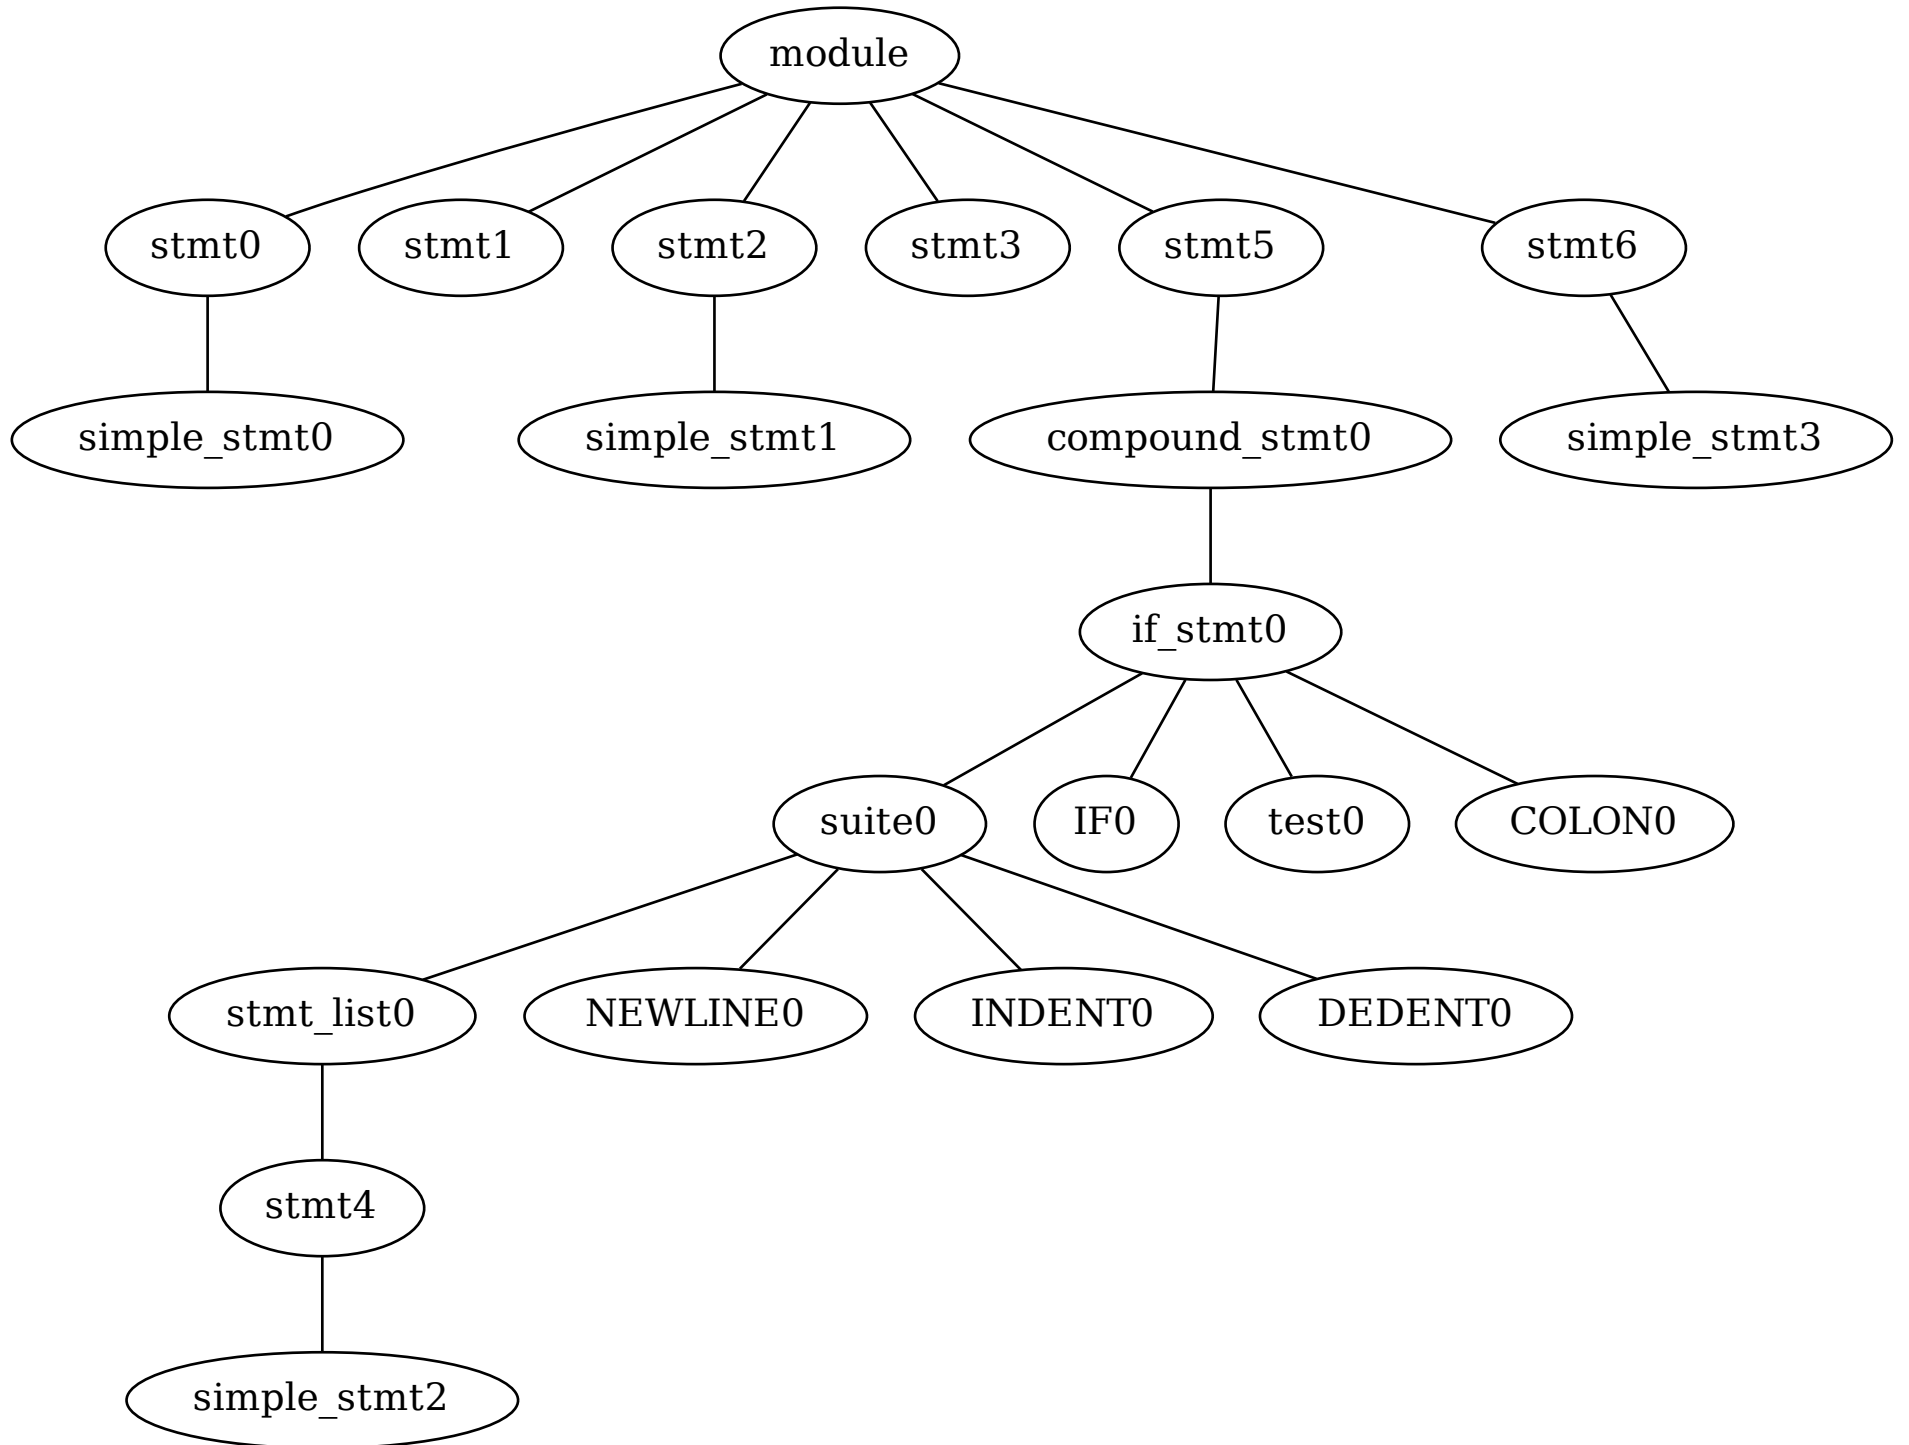 module
stmt0 stmt1 stmt2 stmt3 stmt5 stmt6
simple_stmt0 simple_stmt1 compound_stmt0 simple_stmt3
if_stmt0
suite0 IF0 test0 COLON0
stmt_list0 NEWLINE0 INDENT0 DEDENT0
stmt4
simple_stmt2